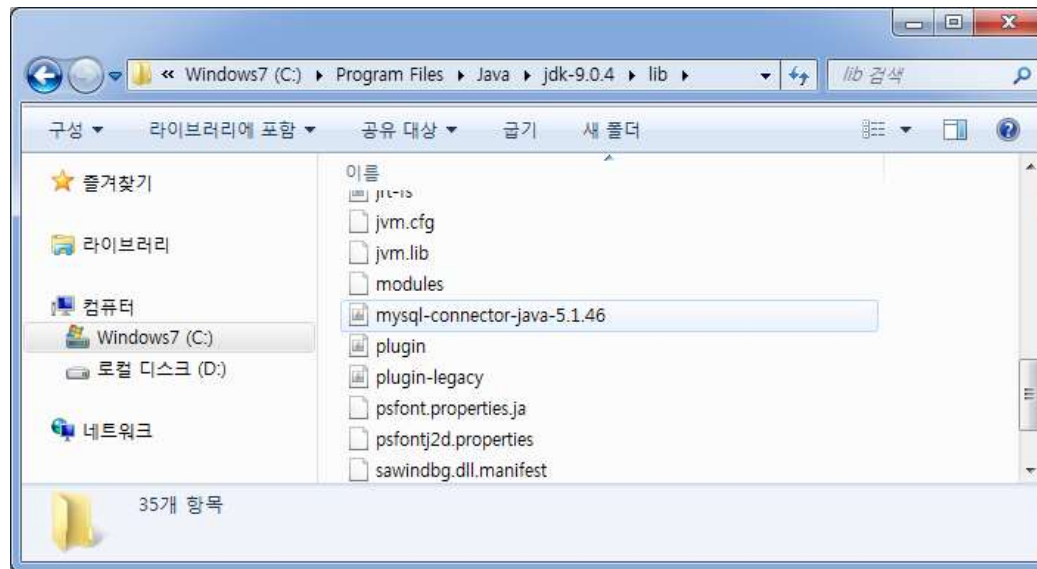 « Windows7 (C:) ▸ Program Files ▸ Java ▸ jdk-9.0.4 ▸ lib ▸
lib 검색
구성 ▼ 라이브러리에 포함 ▼ 공유 대상 ▼ 굽기 새 폴더
즐겨찾기
라이브러리
컴퓨터
Windows7 (C:)
로컬 디스크 (D:)
네트워크
이름
jvm.cfg
jvm.lib
modules
mysql-connector-java-5.1.46
plugin
plugin-legacy
psfont.properties.ja
psfontj2d.properties
sawindbg.dll.manifest
35개 항목